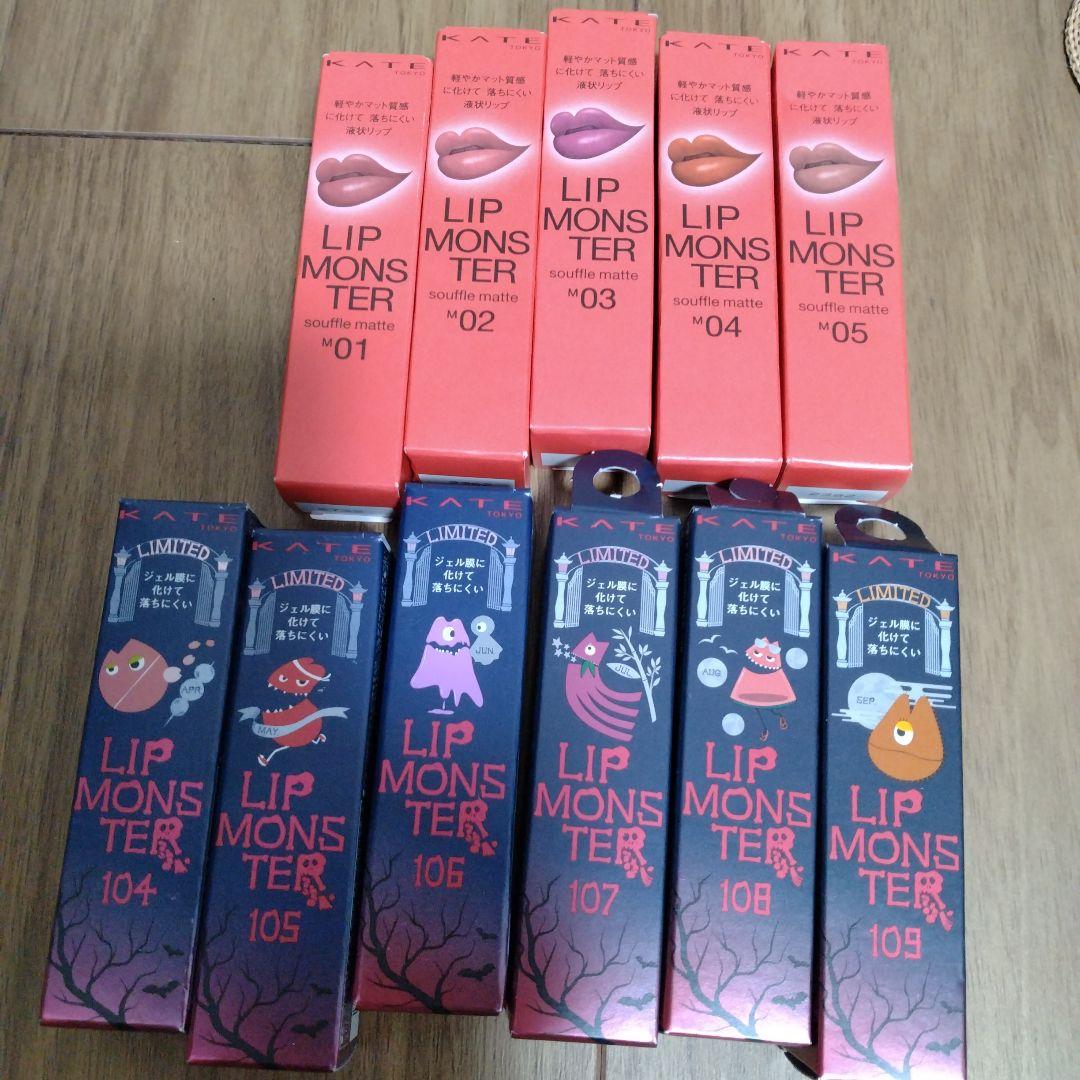 KATE
TOKYO
軽やかマット質感
に化けて 落ちにくい
液状リップ
LIP
MONS
TER
souffle matte
M01
KATE
TOKYO
軽やかマット質感
に化けて 落ちにくい
液状リップ
LIP
MONS
TER
souffle matte
M02
KATE
TOKYO
軽やかマット質感
に化けて 落ちにくい
液状リップ
LIP
MONS
TER
souffle matte
M03
KATE
TOKYO
軽やかマット質感
に化けて 落ちにくい
液状リップ
LIP
MONS
TER
souffle matte
M04
KATE
TOKYO
軽やかマット質感
に化けて 落ちにくい
液状リップ
LIP
MONS
TER
souffle matte
M05
KATE
TOKYO
LIMITED
ジェル膜に
化けて
落ちにくい
APR
LIP
MONS
TER
104
KATE
TOKYO
LIMITED
ジェル膜に
化けて
落ちにくい
MAY
LIP
MONS
TER
105
KATE
TOKYO
LIMITED
ジェル膜に
化けて
落ちにくい
JUN
LIP
MONS
TER
106
KATE
TOKYO
LIMITED
ジェル膜に
化けて
落ちにくい
JUL
LIP
MONS
TER
107
KATE
TOKYO
LIMITED
ジェル膜に
化けて
落ちにくい
AUG
LIP
MONS
TER
108
KATE
TOKYO
LIMITED
ジェル膜に
化けて
落ちにくい
SEP
LIP
MONS
TER
109